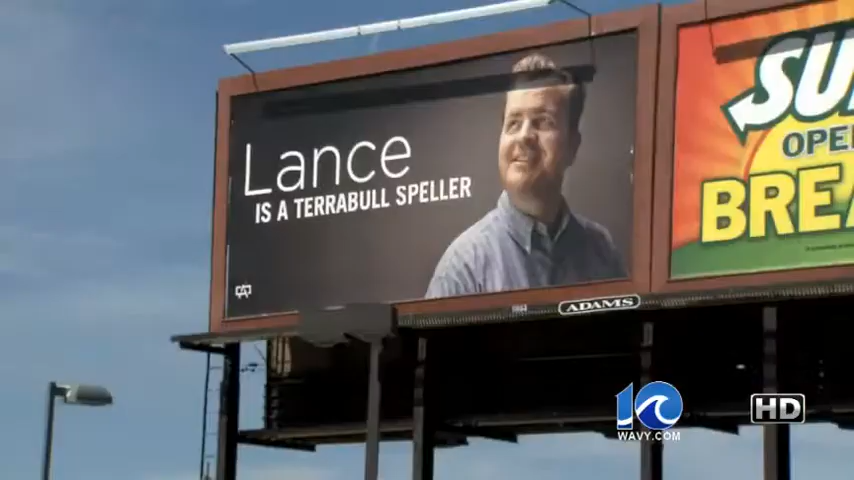 Lance
IS A TERRABULL SPELLER
SU
OPE
BREA
ADAMS
10
WAVY.COM
HD